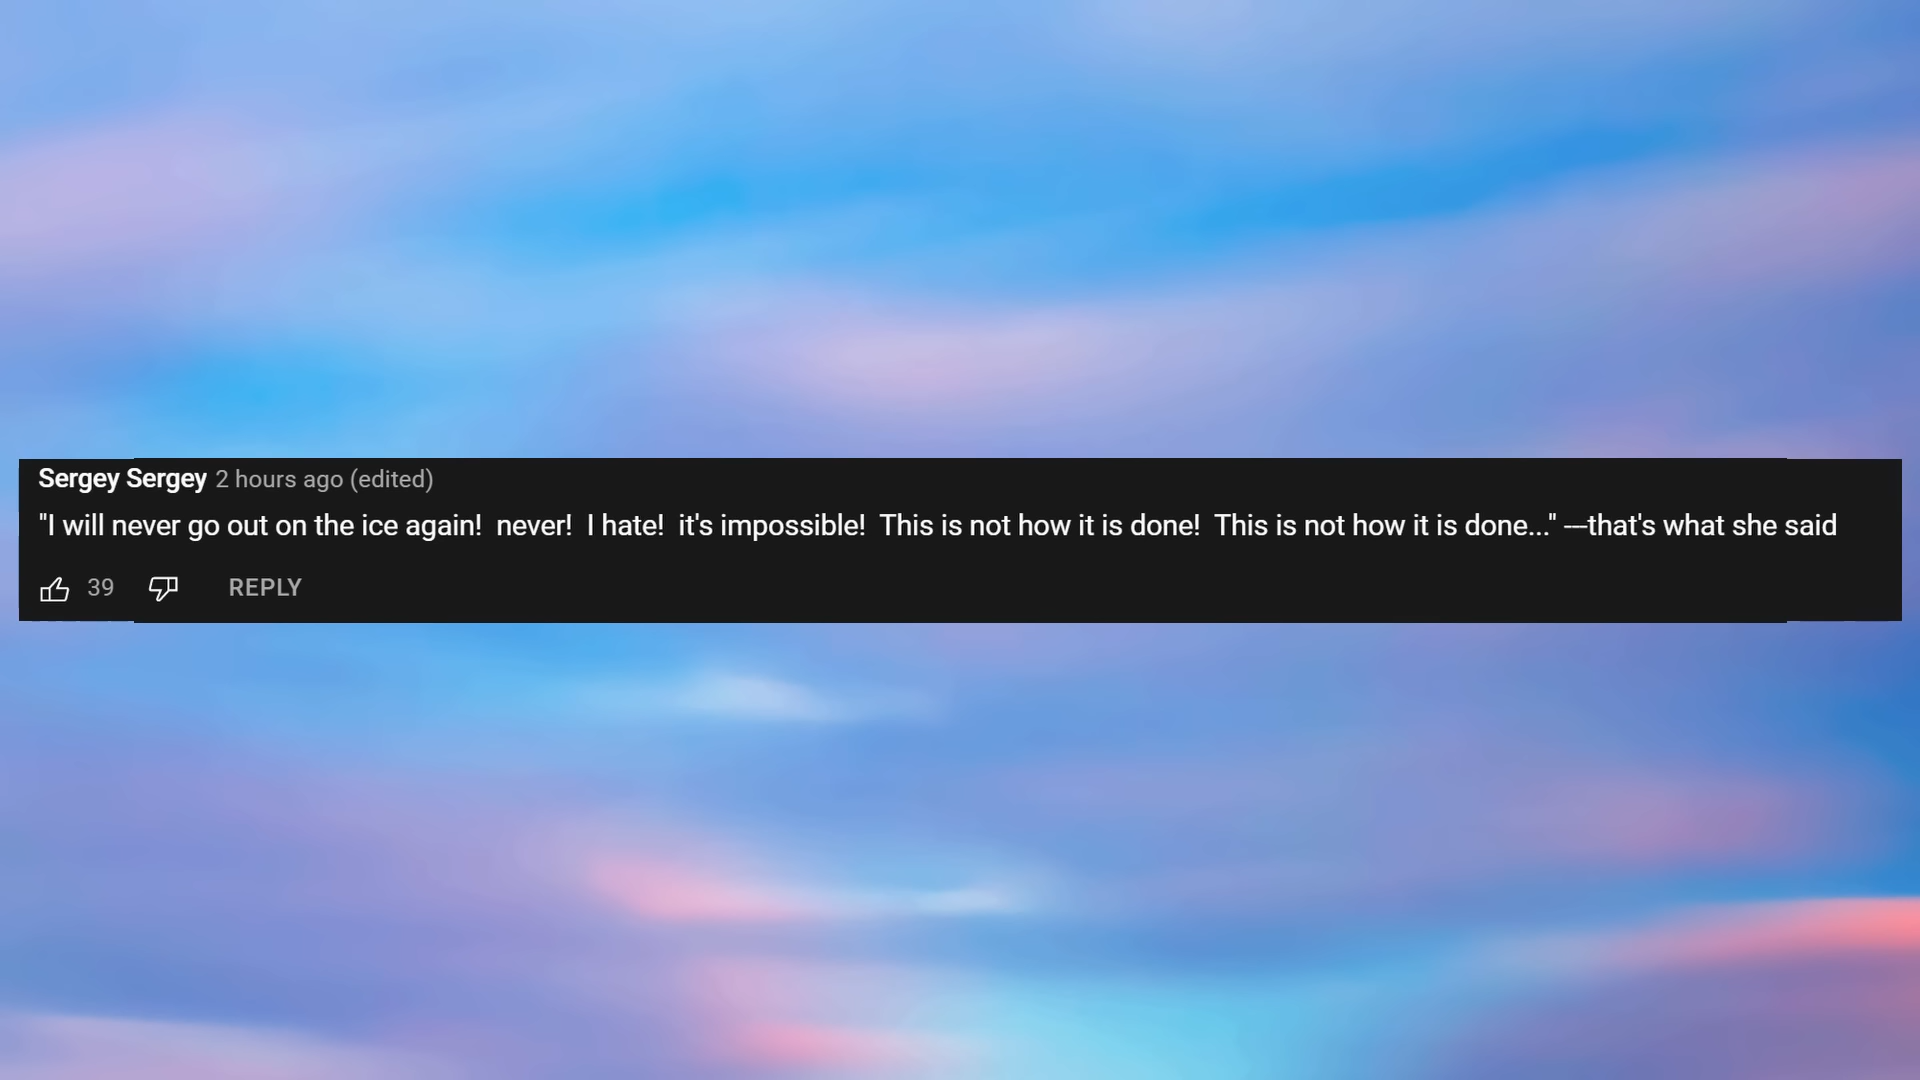 Sergey Sergey 2 hours ago (edited)
"I will never go out on the ice again!  never!  I hate!  it's impossible!  This is not how it is done!  This is not how it is done..." ---that's what she said
39 REPLY